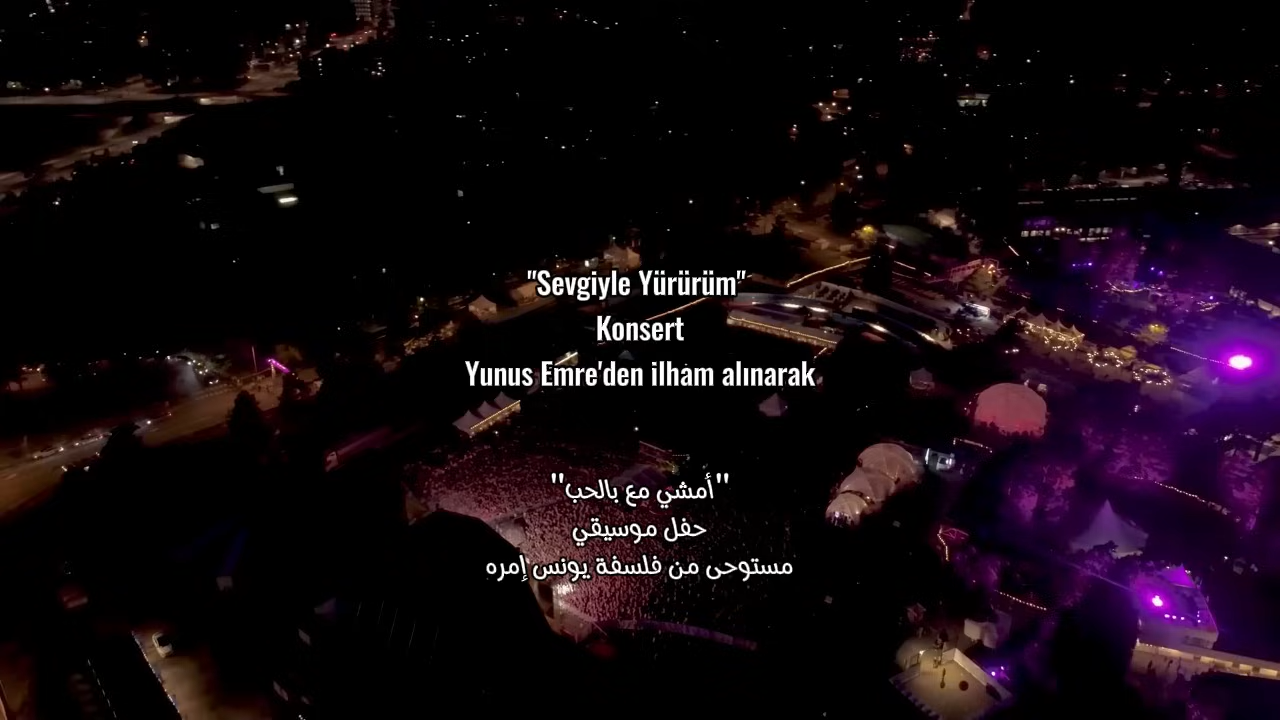 "Sevgiyle Yürürüm"
Konsert
Yunus Emre'den ilham alınarak
"أمشي مع بالحب"
حفل موسيقي
مستوحى من فلسفة يونس إمره